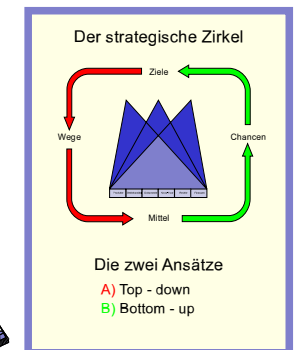 Der strategische Zirkel
Ziele
Wege
Chancen
Mittel
Die zwei Ansätze
A) Top - down
B) Bottom - up